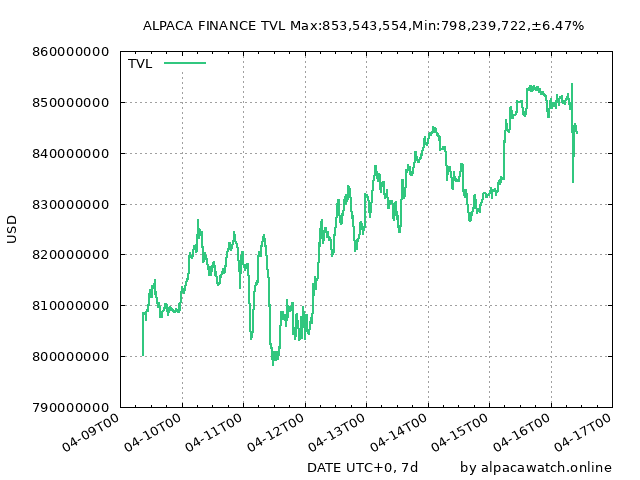 ALPACA FINANCE TVL Max:853,543,554,Min:798,239,722,±6.47%
860000000
TVL
850000000
840000000
830000000
USD
820000000
810000000
800000000
790000000
04-09T00
04-10T00
04-11T00
04-12T00
04-13T00
04-14T00
04-15T00
04-16T00
04-17T00
DATE UTC+0, 7d
by alpacawatch.online